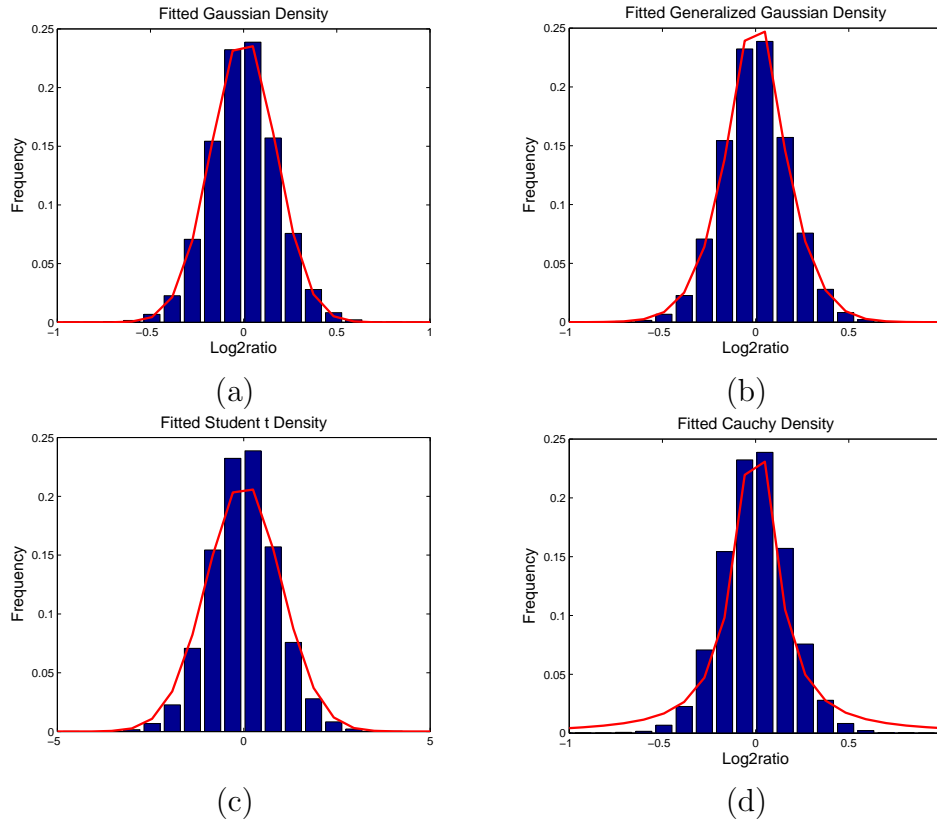 Fitted Gaussian Density
0.25
0.2
0.15
0.1
0.05
0
−1
−0.5
0
0.5
1
Frequency
Log2ratio
(a)
Fitted Generalized Gaussian Density
0.25
0.2
0.15
0.1
0.05
0
−1
−0.5
0
0.5
Frequency
Log2ratio
(b)
Fitted Student t Density
0.25
0.2
0.15
0.1
0.05
0
−5
0
5
Frequency
(c)
Fitted Cauchy Density
0.25
0.2
0.15
0.1
0.05
0
−1
−0.5
0
0.5
Frequency
Log2ratio
(d)